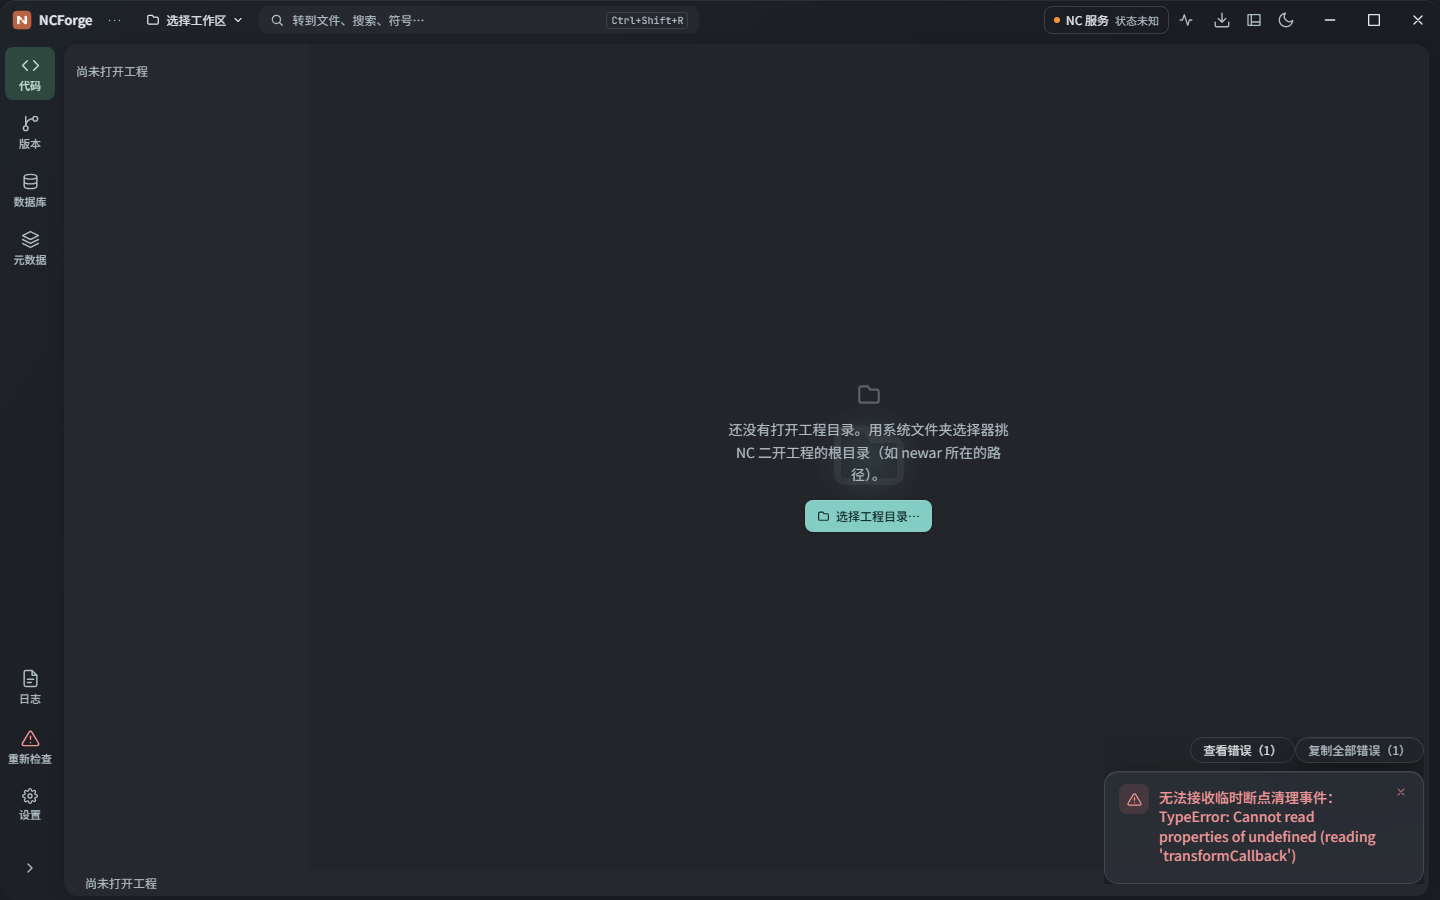 NCForge
···
选择工作区
转到文件、搜索、符号…
Ctrl+Shift+R
NC 服务 状态未知
代码
版本
数据库
元数据
日志
重新检查
设置
尚未打开工程
还没有打开工程目录。用系统文件夹选择器挑
NC 二开工程的根目录（如 newar 所在的路
径）。
选择工程目录…
查看错误（1）
复制全部错误（1）
无法接收临时断点清理事件：
TypeError: Cannot read
properties of undefined (reading
'transformCallback')
尚未打开工程